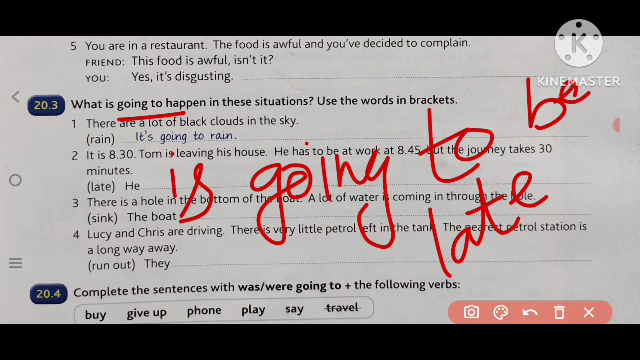 5 You are in a restaurant. The food is awful and you've decided to complain.
FRIEND: This food is awful, isn't it?
YOU: Yes, it's disgusting.
KINEMASTER
20.3 What is going to happen in these situations? Use the words in brackets.
1 There are a lot of black clouds in the sky.
(rain) It's going to rain.
2 It is 8.30. Tom is leaving his house. He has to be at work at 8.45, but the journey takes 30
minutes.
(late) He
is going to be
late
3 There is a hole in the bottom of the boat. A lot of water is coming in through the hole.
(sink) The boat
4 Lucy and Chris are driving. There is very little petrol left in the tank. The nearest petrol station is
a long way away.
(run out) They
20.4 Complete the sentences with was/were going to + the following verbs:
buy give up phone play say travel